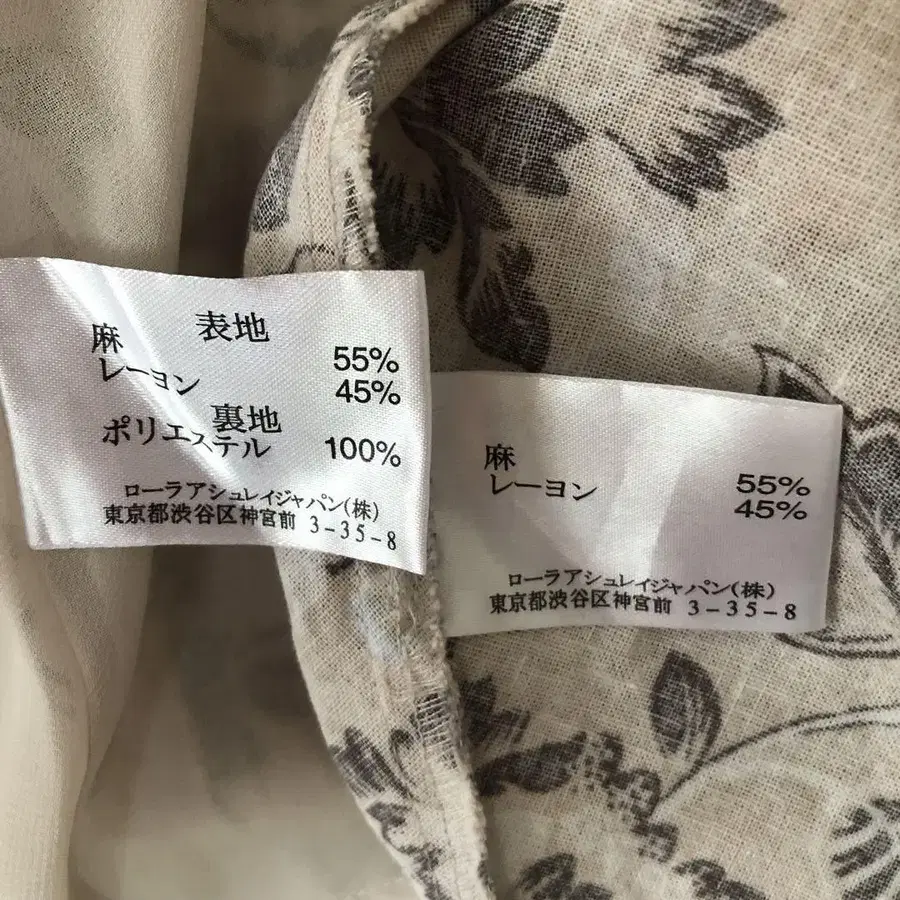 表地
麻 55%
レーヨン 45%
裏地
ポリエステル 100%
ローラアシュレイジャパン(株)
東京都渋谷区神宮前 3-35-8
麻 55%
レーヨン 45%
ローラアシュレイジャパン(株)
東京都渋谷区神宮前 3-35-8